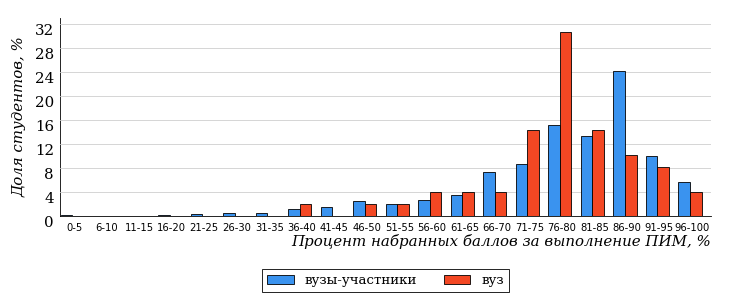 Доля студентов, %
32
28
24
20
16
12
8
4
0
0-5 6-10 11-15 16-20 21-25 26-30 31-35 36-40 41-45 46-50 51-55 56-60 61-65 66-70 71-75 76-80 81-85 86-90 91-95 96-100
Процент набранных баллов за выполнение ПИМ, %
вузы-участники вуз